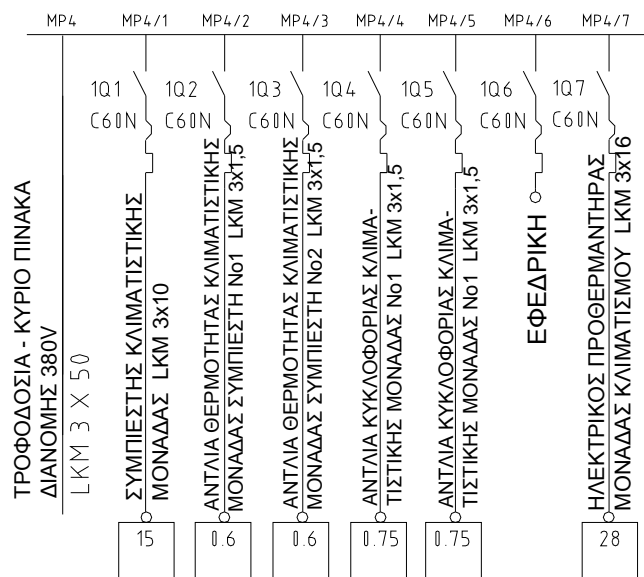 MP4
MP4/1
MP4/2
MP4/3
MP4/4
MP4/5
MP4/6
MP4/7
1Q1
C60N
1Q2
C60N
1Q3
C60N
1Q4
C60N
1Q5
C60N
1Q6
C60N
1Q7
C60N
ΤΡΟΦΟΔΟΣΙΑ - ΚΥΡΙΟ ΠΙΝΑΚΑ
ΔΙΑΝΟΜΗΣ 380V
LKM 3 X 50
ΣΥΜΠΙΕΣΤΗΣ ΚΛΙΜΑΤΙΣΤΙΚΗΣ
ΜΟΝΑΔΑΣ LKM 3x10
ΑΝΤΛΙΑ ΘΕΡΜΟΤΗΤΑΣ ΚΛΙΜΑΤΙΣΤΙΚΗΣ
ΜΟΝΑΔΑΣ ΣΥΜΠΙΕΣΤΗ Νο1 LKM 3x1,5
ΑΝΤΛΙΑ ΘΕΡΜΟΤΗΤΑΣ ΚΛΙΜΑΤΙΣΤΙΚΗΣ
ΜΟΝΑΔΑΣ ΣΥΜΠΙΕΣΤΗ Νο2 LKM 3x1,5
ΑΝΤΛΙΑ ΚΥΚΛΟΦΟΡΙΑΣ ΚΛΙΜΑ-
ΤΙΣΤΙΚΗΣ ΜΟΝΑΔΑΣ Νο1 LKM 3x1,5
ΑΝΤΛΙΑ ΚΥΚΛΟΦΟΡΙΑΣ ΚΛΙΜΑ-
ΤΙΣΤΙΚΗΣ ΜΟΝΑΔΑΣ Νο1 LKM 3x1,5
ΕΦΕΔΡΙΚΗ
ΗΛΕΚΤΡΙΚΟΣ ΠΡΟΘΕΡΜΑΝΤΗΡΑΣ
ΜΟΝΑΔΑΣ ΚΛΙΜΑΤΙΣΜΟΥ LKM 3x16
15
0.6
0.6
0.75
0.75
28